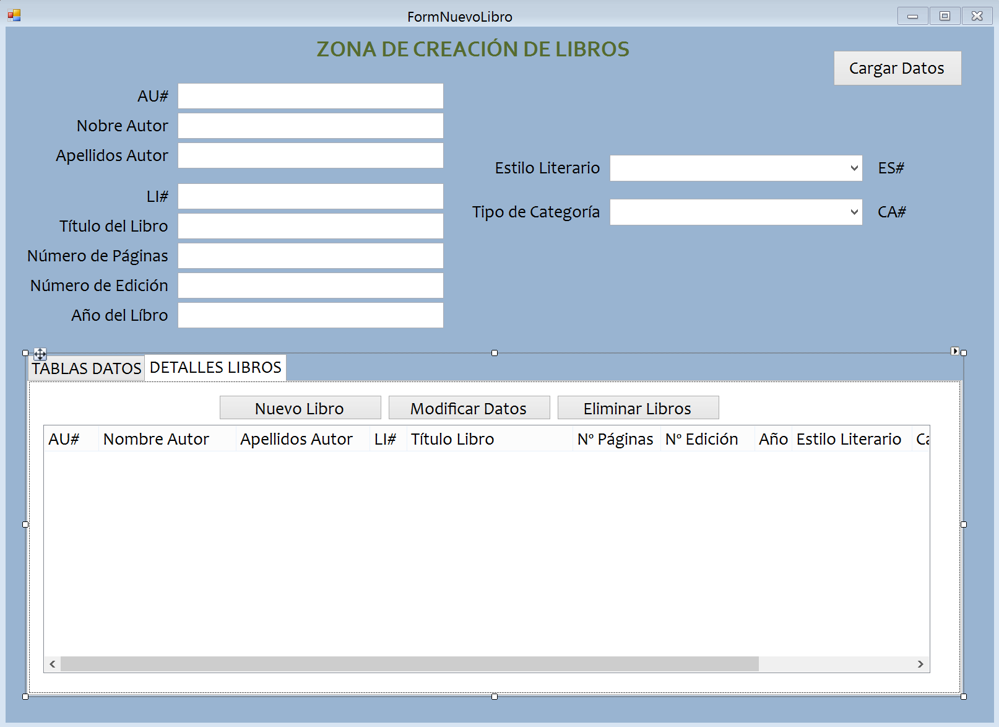 FormNuevoLibro
ZONA DE CREACIÓN DE LIBROS
Cargar Datos
AU#
Nobre Autor
Apellidos Autor
LI#
Título del Libro
Número de Páginas
Número de Edición
Año del Líbro
Estilo Literario ES#
Tipo de Categoría CA#
TABLAS DATOS DETALLES LIBROS
Nuevo Libro Modificar Datos Eliminar Libros
AU# Nombre Autor Apellidos Autor LI# Título Libro Nº Páginas Nº Edición Año Estilo Literario